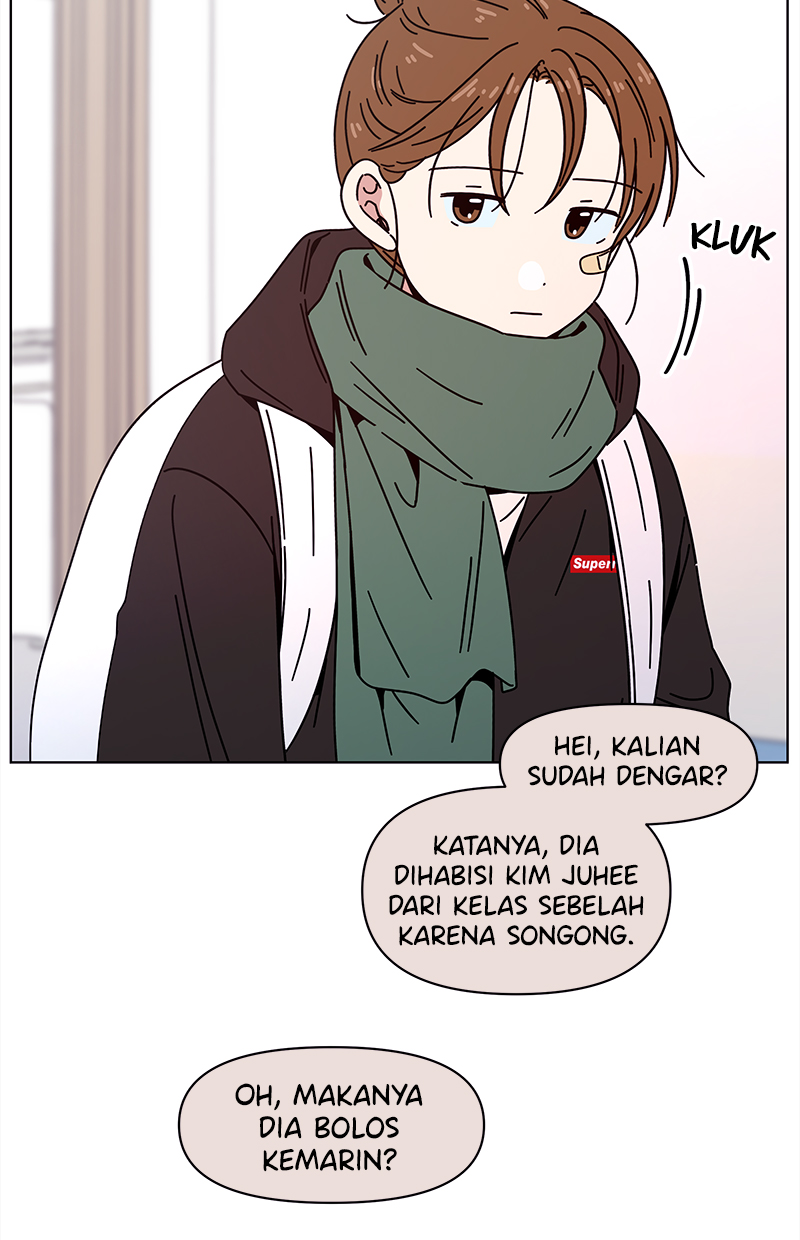 KLUK
Supem
HEI, KALIAN
SUDAH DENGAR?
KATANYA, DIA
DIHABISI KIM JUHEE
DARI KELAS SEBELAH
KARENA SONGONG.
OH, MAKANYA
DIA BOLOS
KEMARIN?